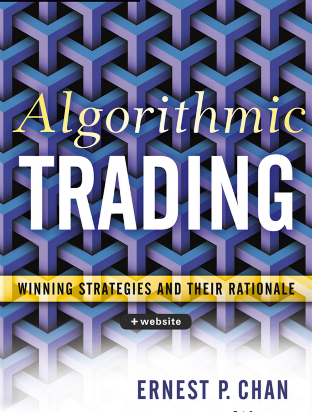 Algorithmic
TRADING
WINNING STRATEGIES AND THEIR RATIONALE
+ website
ERNEST P. CHAN